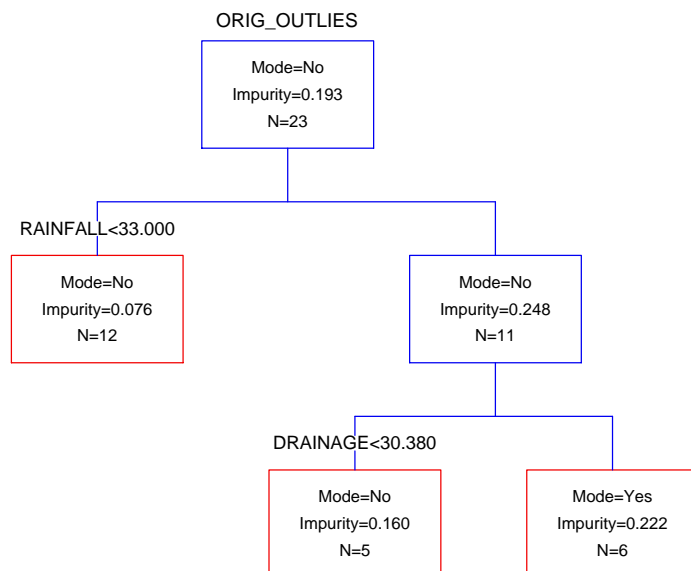 ORIG_OUTLIES
Mode=No
Impurity=0.193
N=23
RAINFALL<33.000
Mode=No
Impurity=0.076
N=12
Mode=No
Impurity=0.248
N=11
DRAINAGE<30.380
Mode=No
Impurity=0.160
N=5
Mode=Yes
Impurity=0.222
N=6